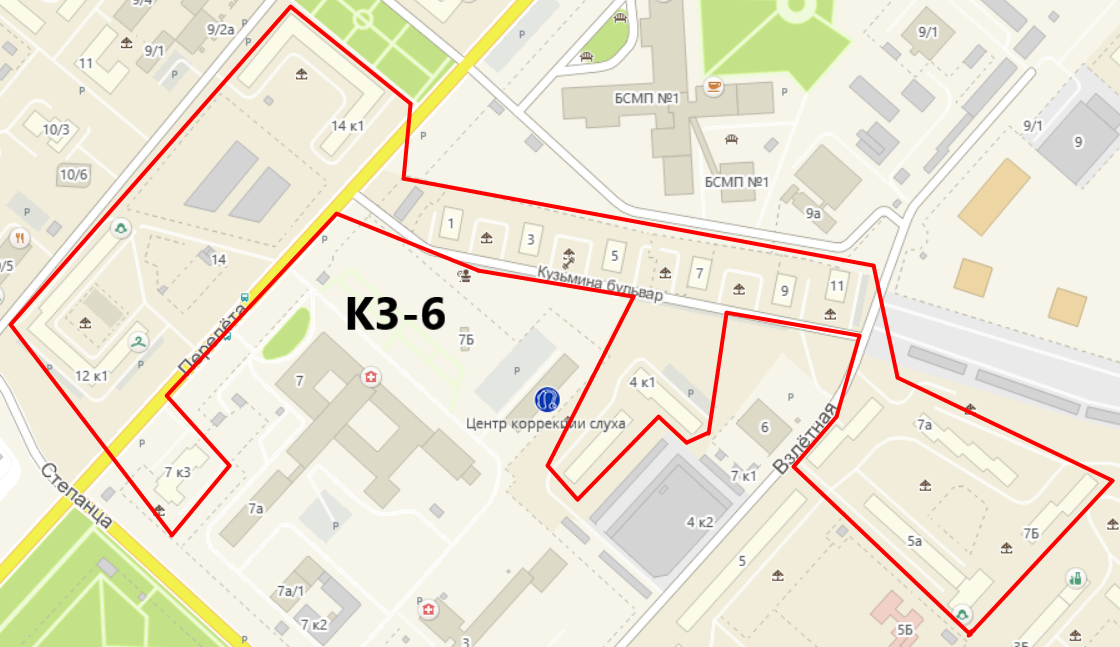 9/4
9/2а
9/1
11
P
P
14 к1
10/3
10/6
P
P
P
БСМП №1
P
БСМП №1
9/1
9/1
9
9а
1
3
5
7
9
11
Кузьмина бульвар
/5
14
P
Перелёта
К3-6
7Б
P
12 к1
P
P
7
4 к1
P
P
Центр коррекции слуха
6
Взлётная
7а
P
7 к3
7 к1
Степанца
7а
P
4 к2
5а
7Б
5
7а/1
7 к2
3
P
5Б
3Б